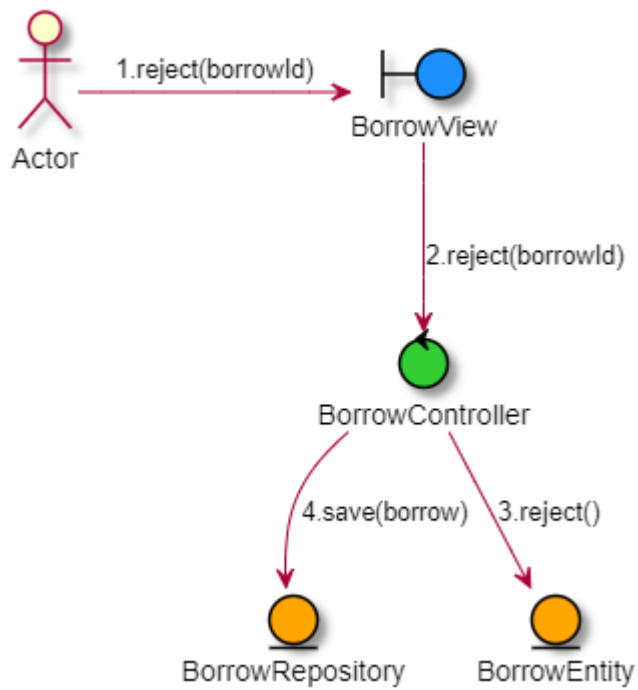 1.reject(borrowId)
Actor
BorrowView
2.reject(borrowId)
BorrowController
4.save(borrow)
3.reject()
BorrowRepository
BorrowEntity